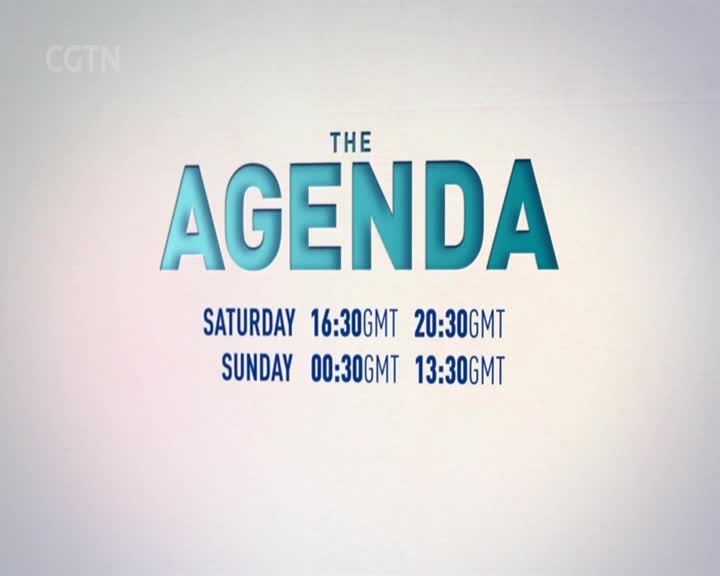 CGTN
THE
AGENDA
SATURDAY 16:30GMT 20:30GMT
SUNDAY 00:30GMT 13:30GMT